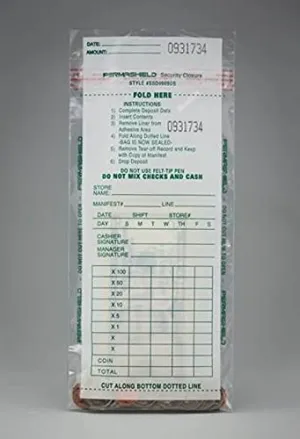 DATE:
AMOUNT:
0931734
PERMASHIELD Security Closure
FOLD HERE
INSTRUCTIONS
1) Complete Deposit Data
2) Insert Contents
3) Remove Liner from
Adhesive Area
0931734
4) Fold Along Dotted Line
-BAG IS NOW SEALED-
5) Remove Tear-off Record and Keep
with Copy of Manifest
6) Drop Deposit
DO NOT USE FELT-TIP PEN
DO NOT MIX CHECKS AND CASH
STORE
NAME:
MANIFEST# LINE
DATE SHIFT STORE#
DAY S M T W TH F S
CASHIER
SIGNATURE
MANAGER
SIGNATURE
X 100
X 50
X 20
X 10
X 5
X 1
X
X
COIN
TOTAL
CUT ALONG BOTTOM DOTTED LINE